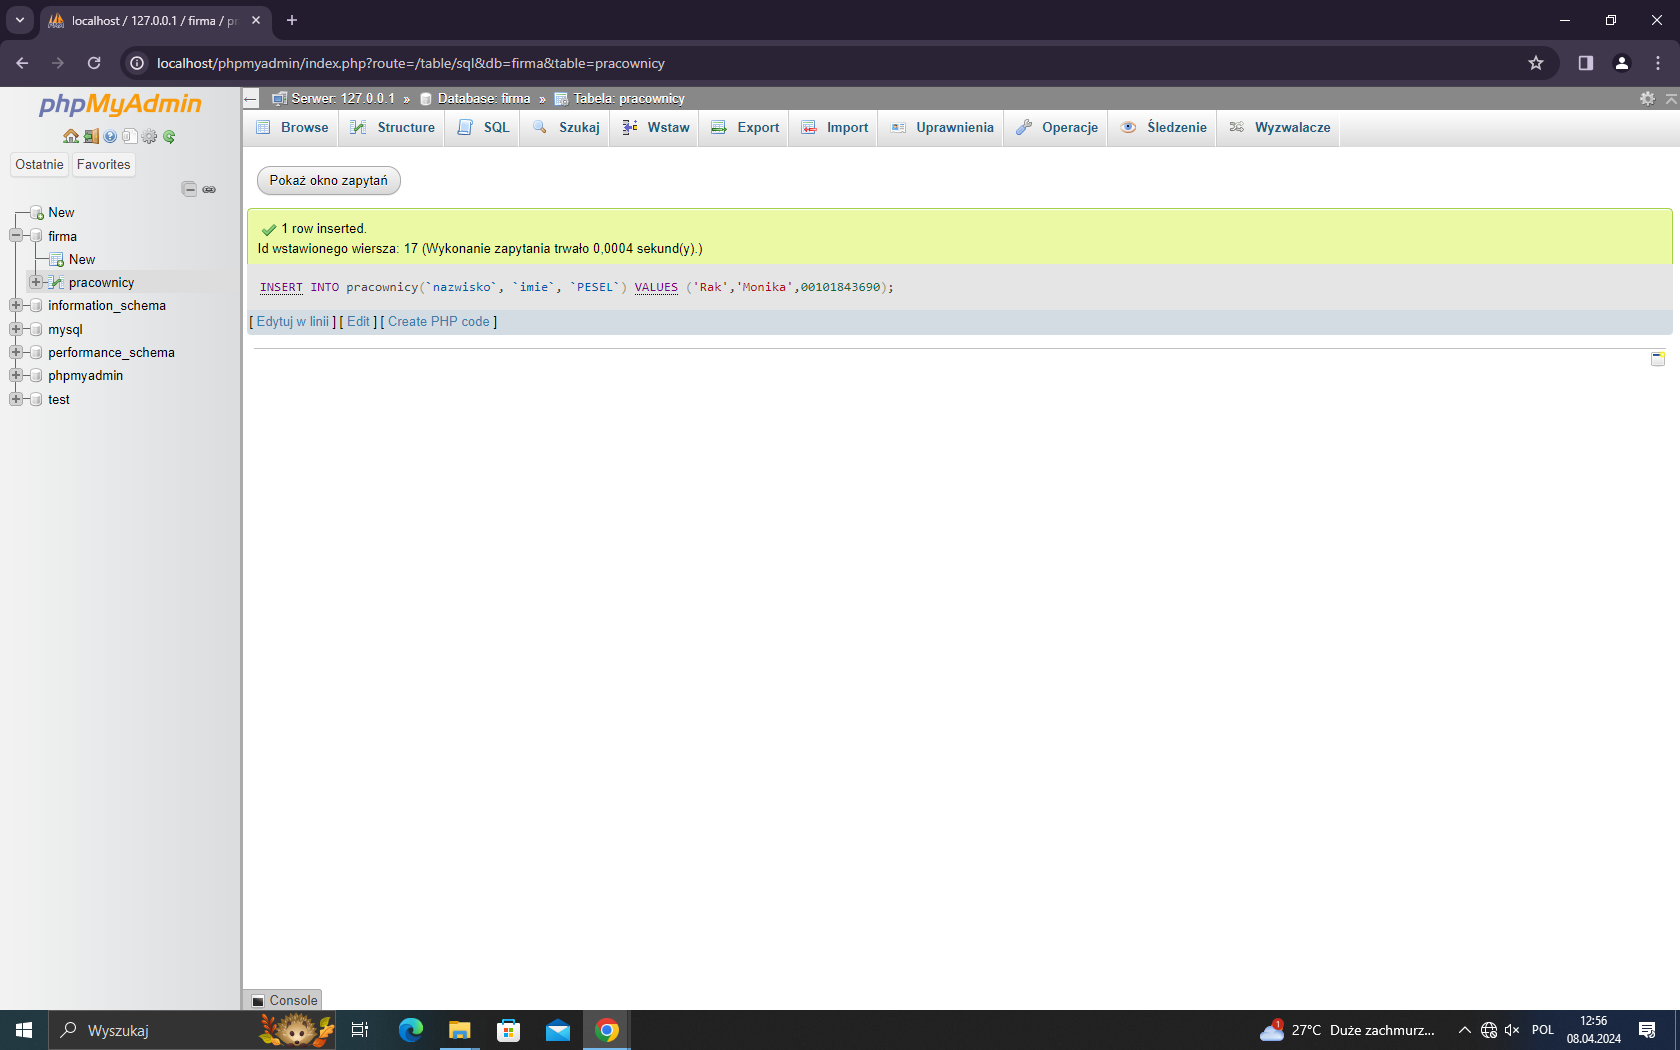 localhost / 127.0.0.1 / firma / pr
localhost/phpmyadmin/index.php?route=/table/sql&db=firma&table=pracownicy
phpMyAdmin
Ostatnie Favorites
New
firma
New
pracownicy
information_schema
mysql
performance_schema
phpmyadmin
test
Serwer: 127.0.0.1 » Database: firma » Tabela: pracownicy
Browse Structure SQL Szukaj Wstaw Export Import Uprawnienia Operacje Śledzenie Wyzwalacze
Pokaż okno zapytań
1 row inserted.
Id wstawionego wiersza: 17 (Wykonanie zapytania trwało 0,0004 sekund(y).)
INSERT INTO pracownicy(`nazwisko`, `imie`, `PESEL`) VALUES ('Rak','Monika',00101843690);
[ Edytuj w linii ] [ Edit ] [ Create PHP code ]
Console
Wyszukaj
1
27°C Duże zachmurz...
POL
12:56
08.04.2024